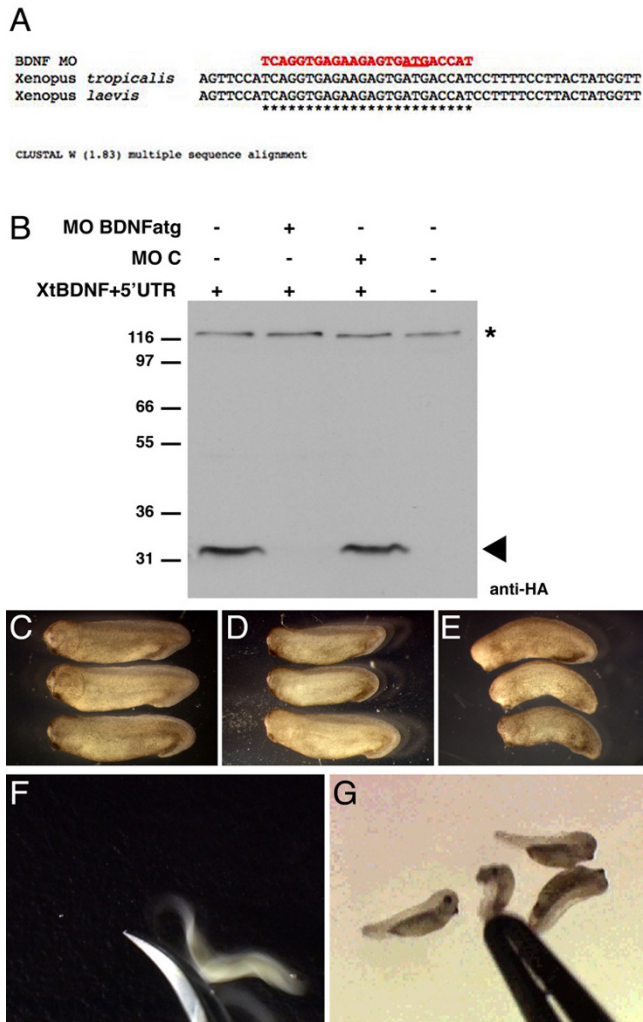 A
BDNF MO TCAGGTGAGAAGAGTGATGACCAT
Xenopus tropicalis AGTTCCATCAGGTGAGAAGAGTGATGACCATCCTTTTCCTTACTATGGTT
Xenopus laevis AGTTCCATCAGGTGAGAAGAGTGATGACCATCCTTTTCCTTACTATGGTT
************************
CLUSTAL W (1.83) multiple sequence alignment
B
MO BDNFatg - + - -
MO C - - + -
XtBDNF+5'UTR + + + -
116 *
97
66
55
36
31
anti-HA
C D E
F G